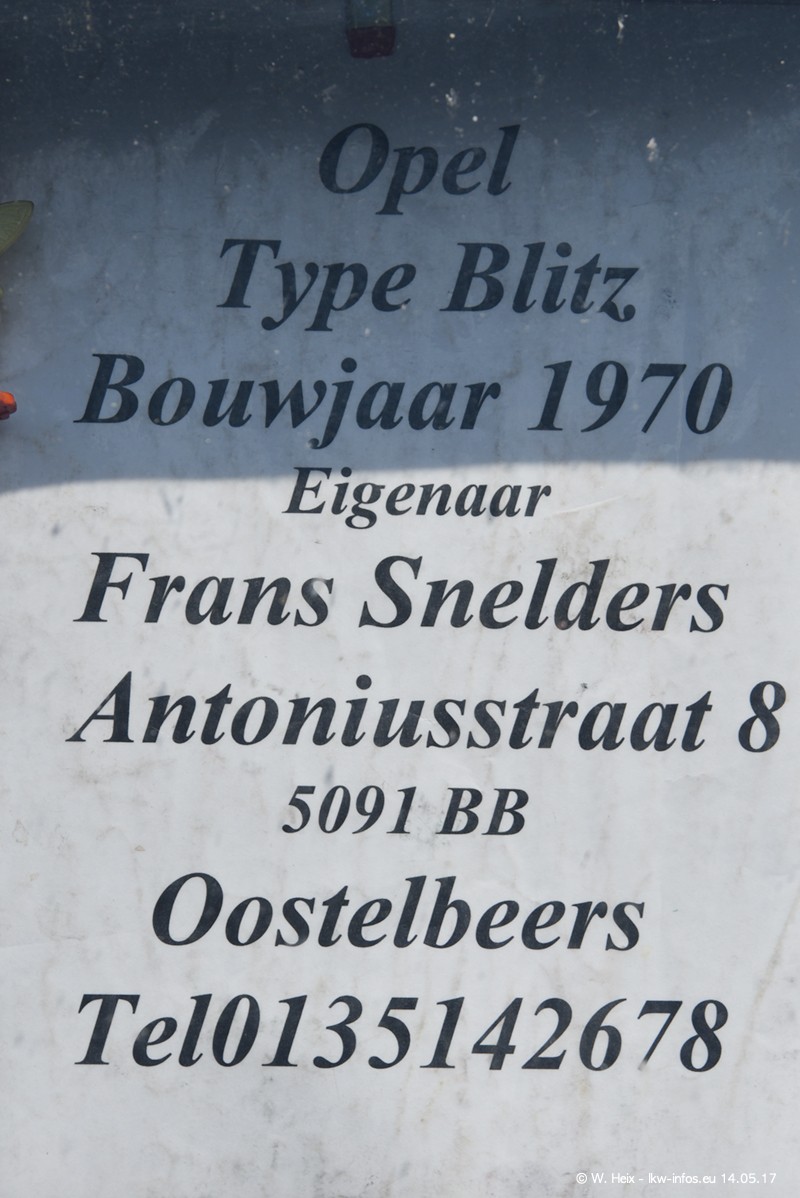 Opel
Type Blitz
Bouwjaar 1970
Eigenaar
Frans Snelders
Antoniusstraat 8
5091 BB
Oostelbeers
Tel0135142678
© W. Heix - lkw-infos.eu 14.05.17